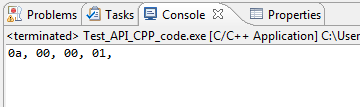 Problems Tasks Console Properties
<terminated> Test_API_CPP_code.exe [C/C++ Application] C:\User
0a, 00, 00, 01,